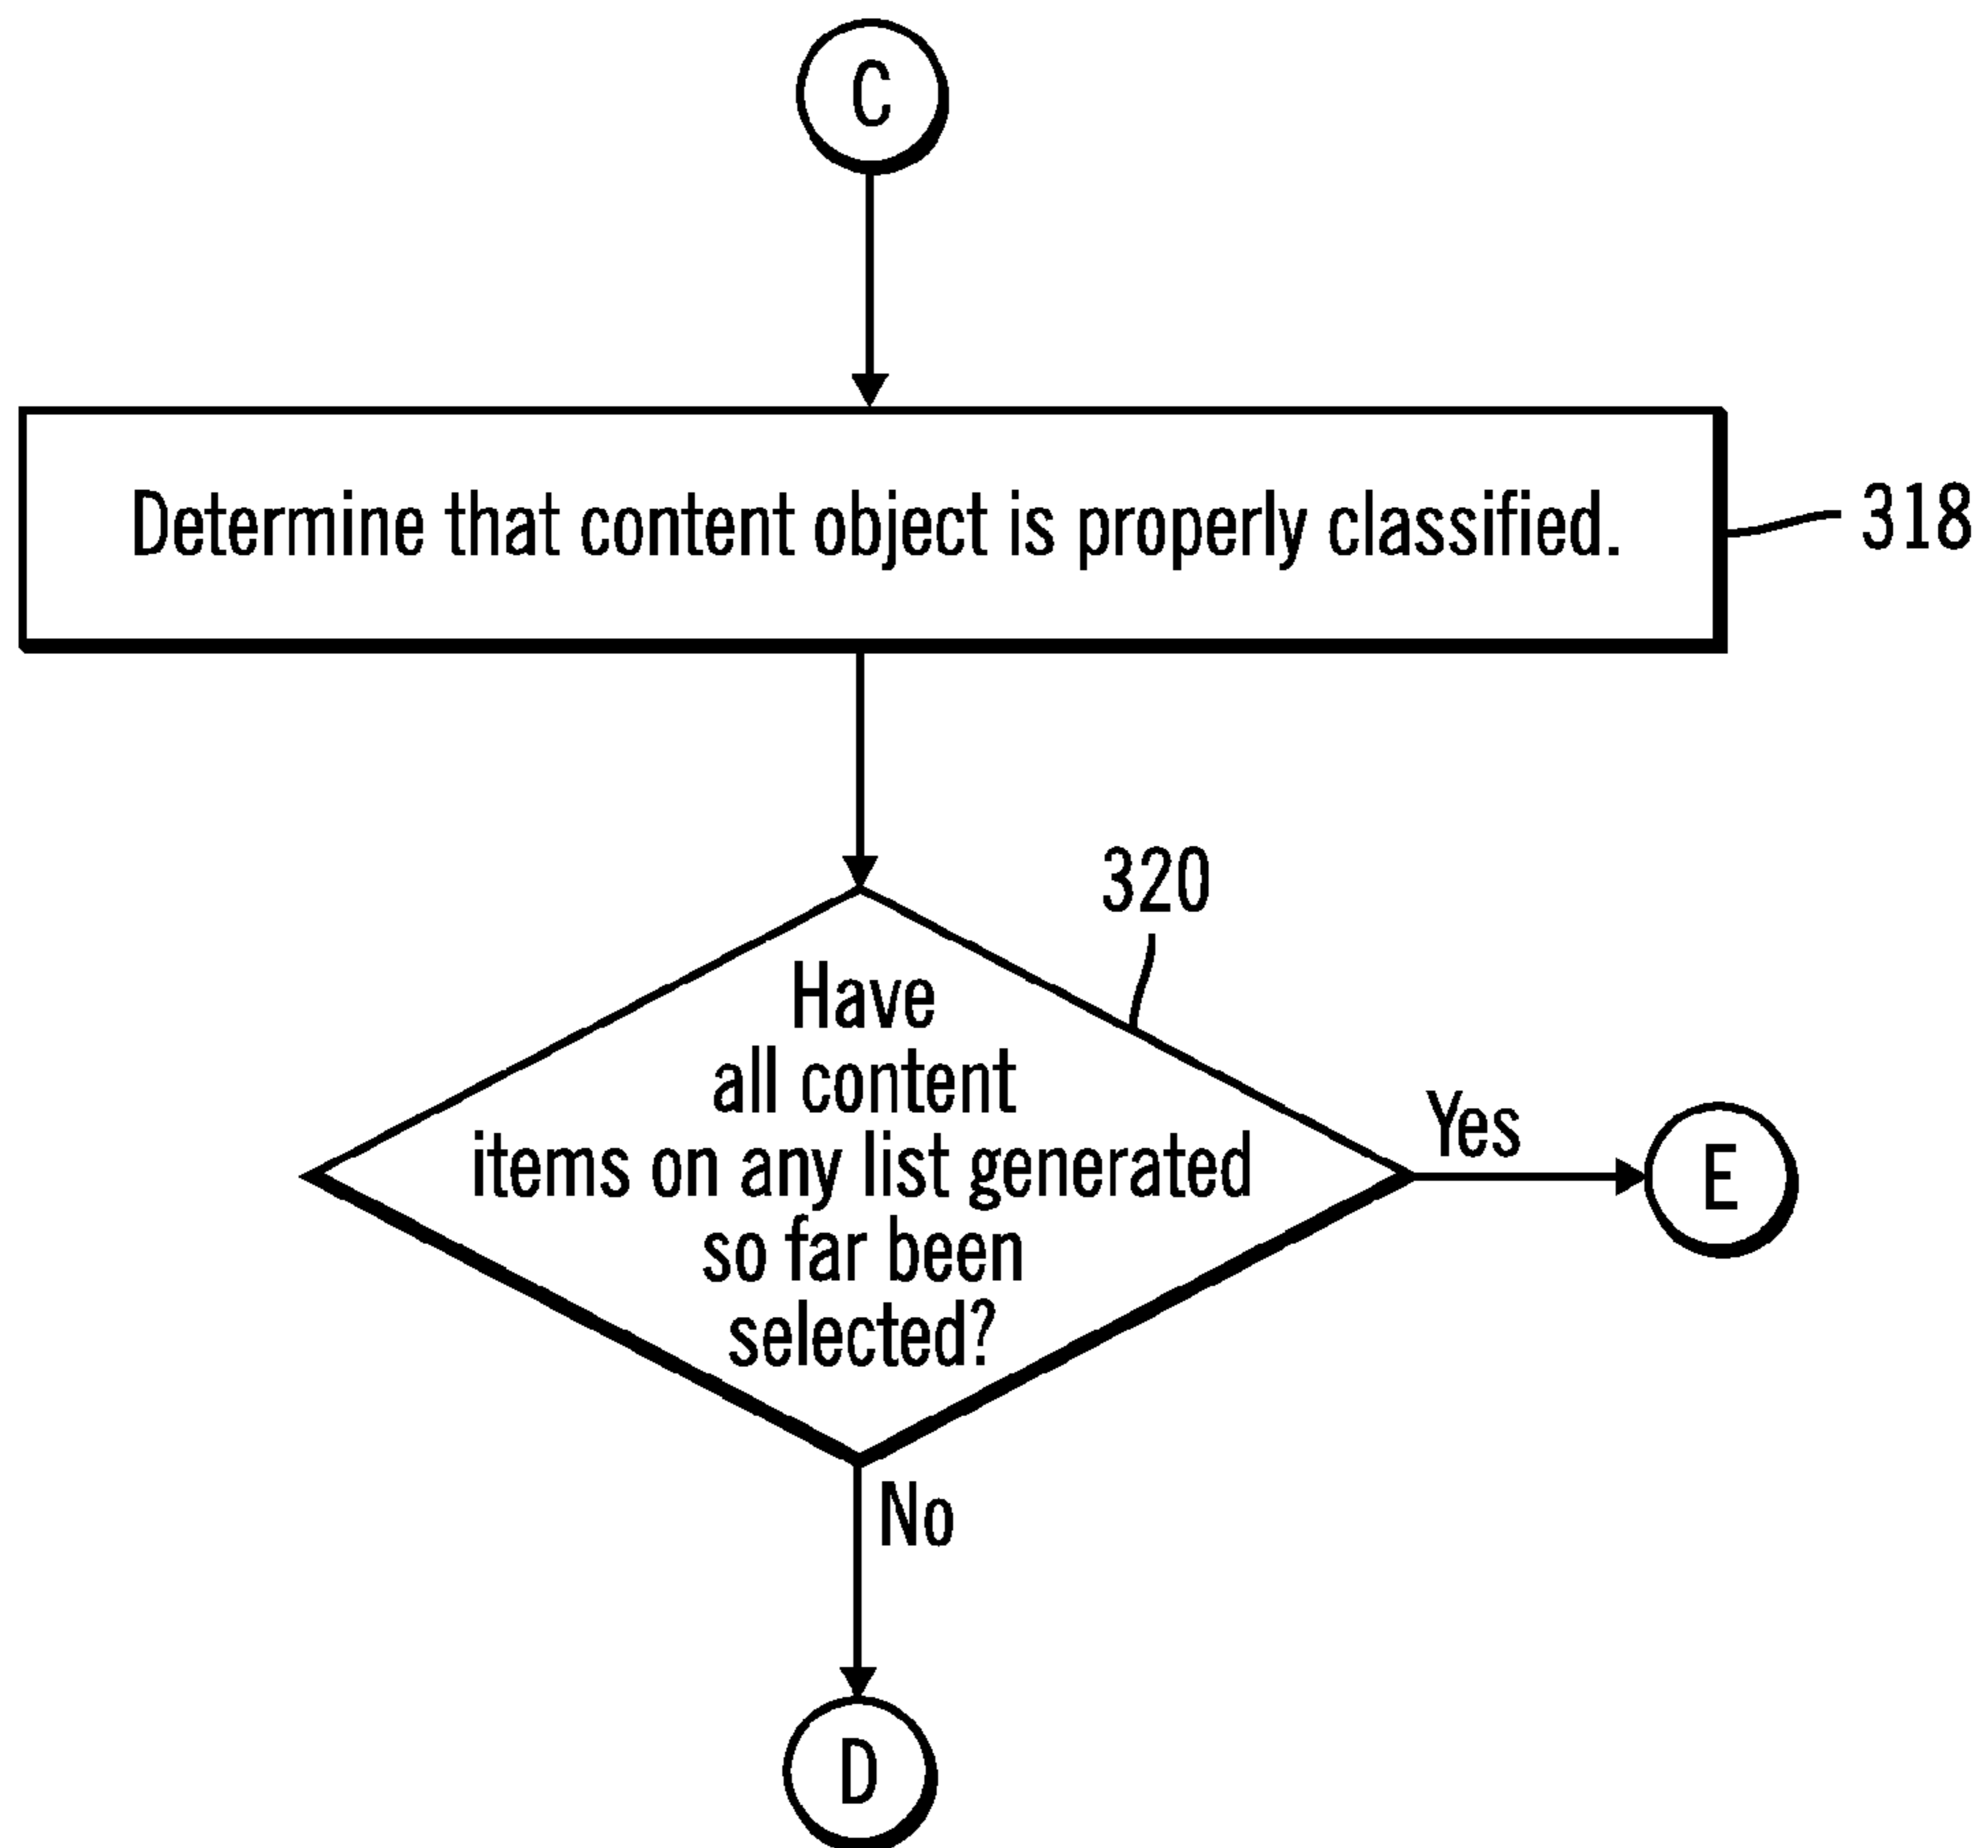 C
Determine that content object is properly classified.
318
320
Have
all content
items on any list generated
so far been
selected?
Yes
E
No
D